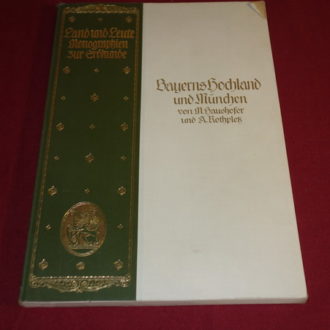 Land und Leute
Monographien
zur Erdkunde
Bayerns Hochland
und München
von M. Haushofer
und A. Rothpletz